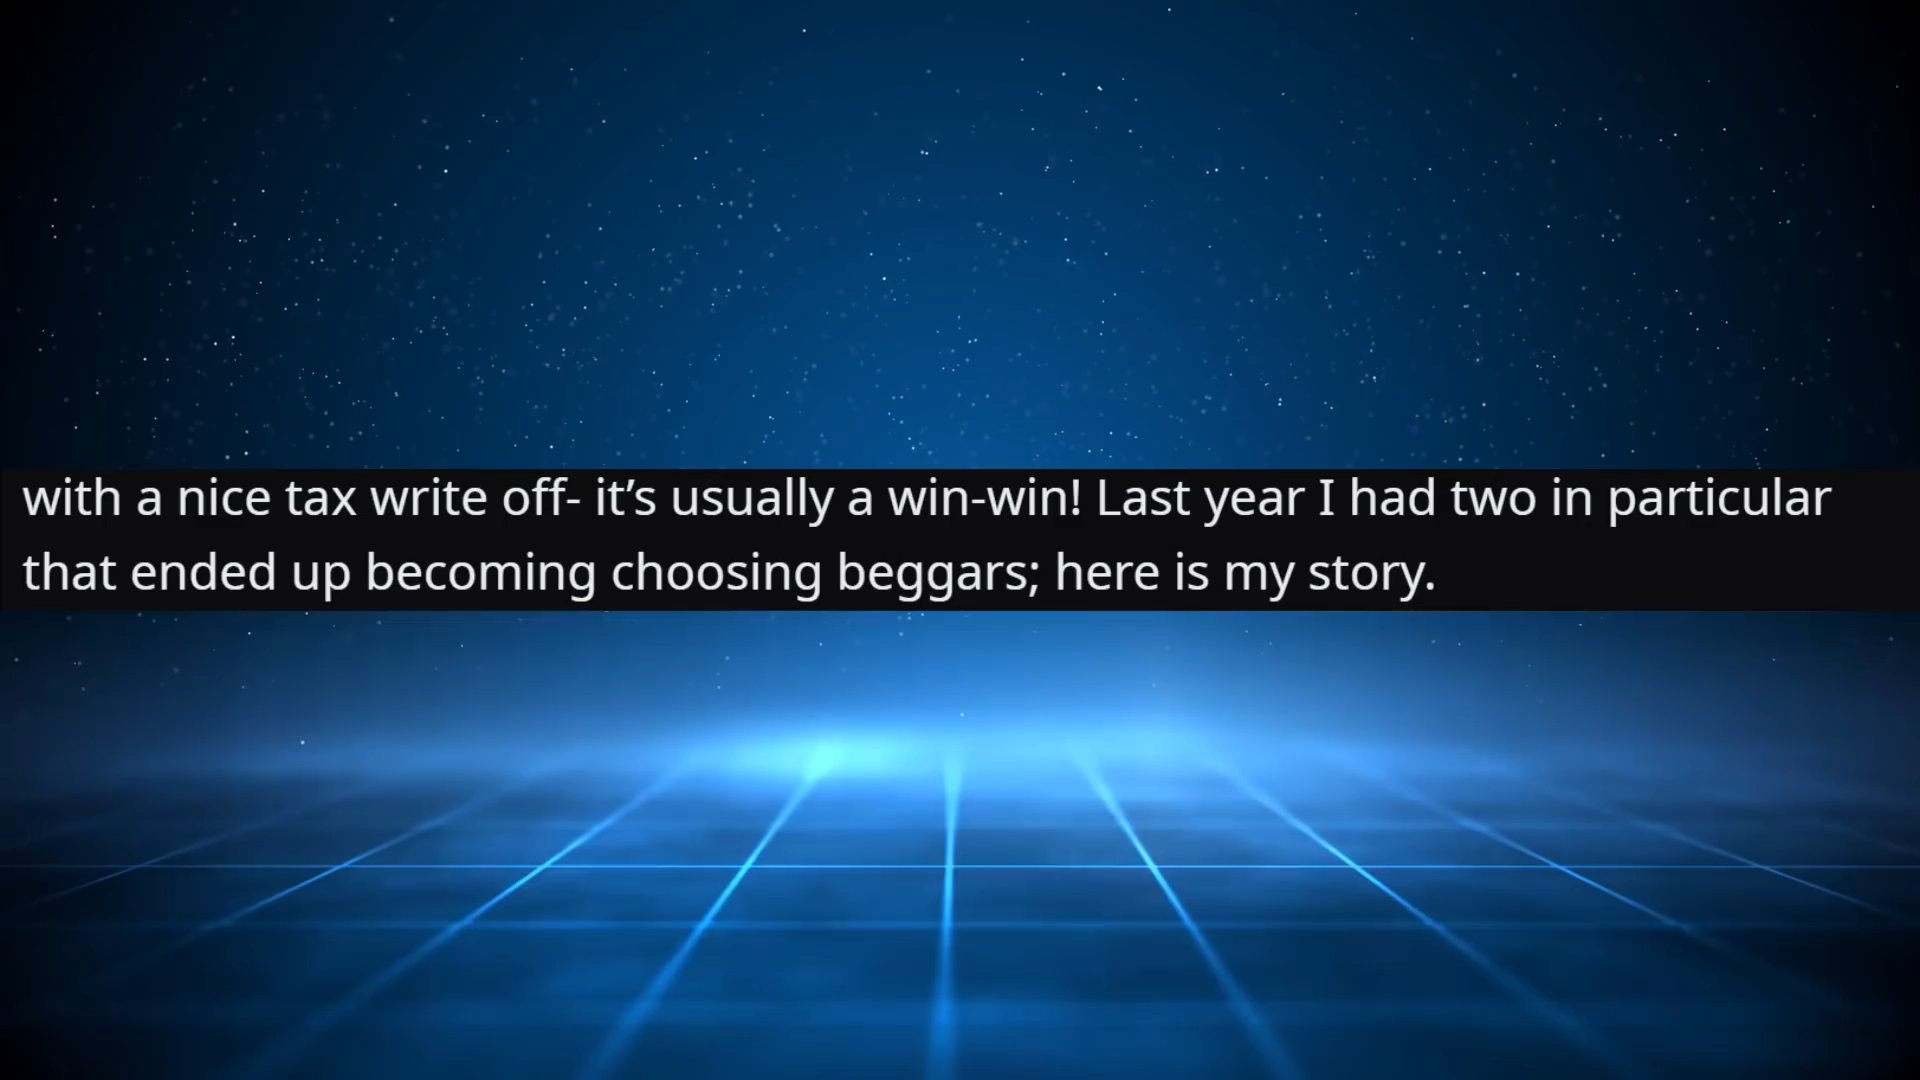 with a nice tax write off- it’s usually a win-win! Last year I had two in particular
that ended up becoming choosing beggars; here is my story.